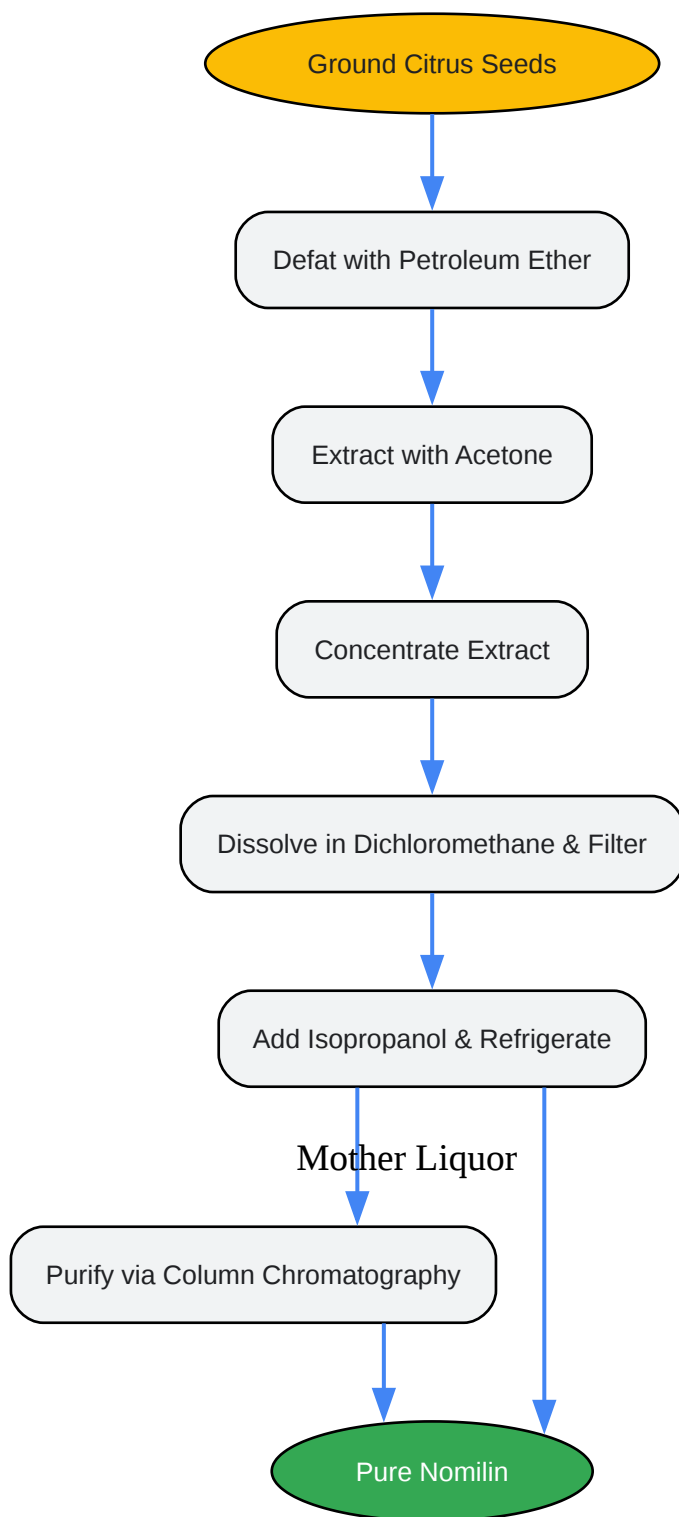 Ground Citrus Seeds
Defat with Petroleum Ether
Extract with Acetone
Concentrate Extract
Dissolve in Dichloromethane & Filter
Add Isopropanol & Refrigerate
Mother Liquor
Purify via Column Chromatography
Pure Nomilin